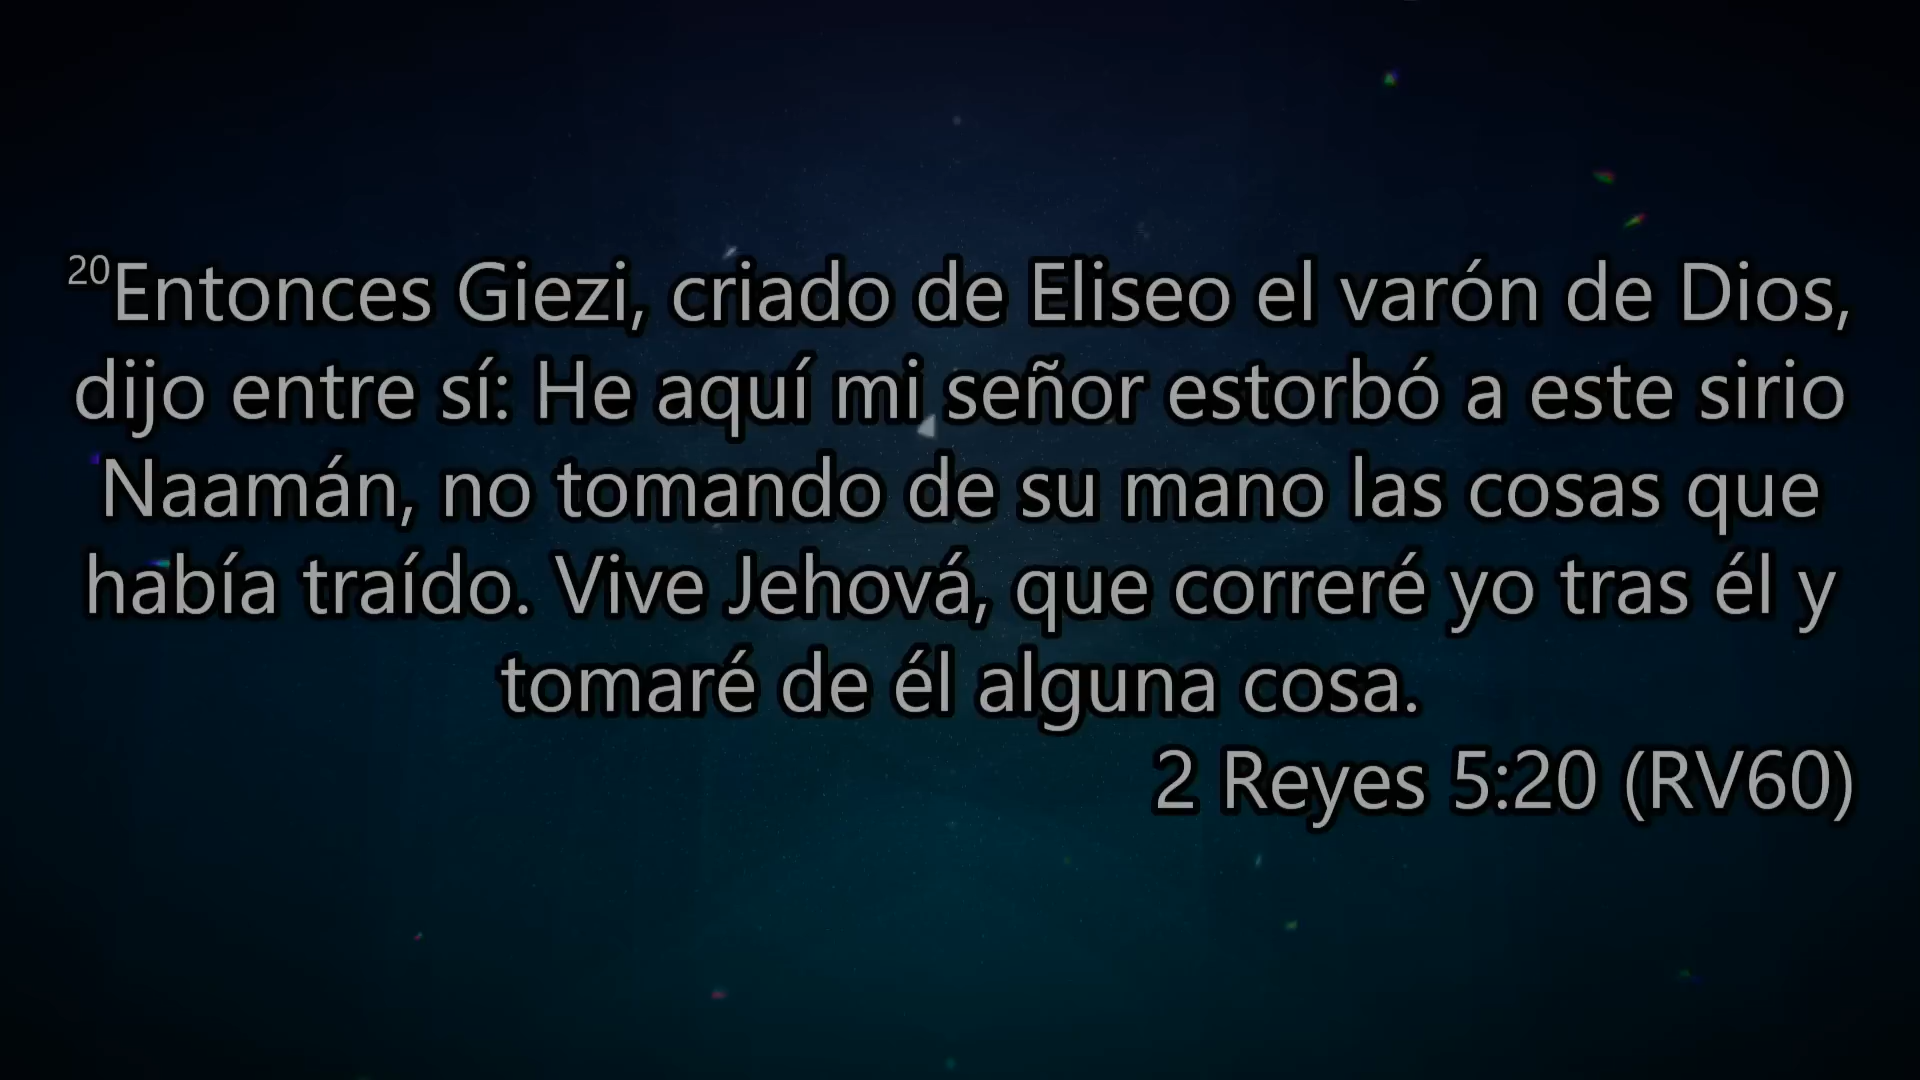 20Entonces Giezi, criado de Eliseo el varón de Dios,
dijo entre sí: He aquí mi señor estorbó a este sirio
Naamán, no tomando de su mano las cosas que
había traído. Vive Jehová, que correré yo tras él y
tomaré de él alguna cosa.
2 Reyes 5:20 (RV60)